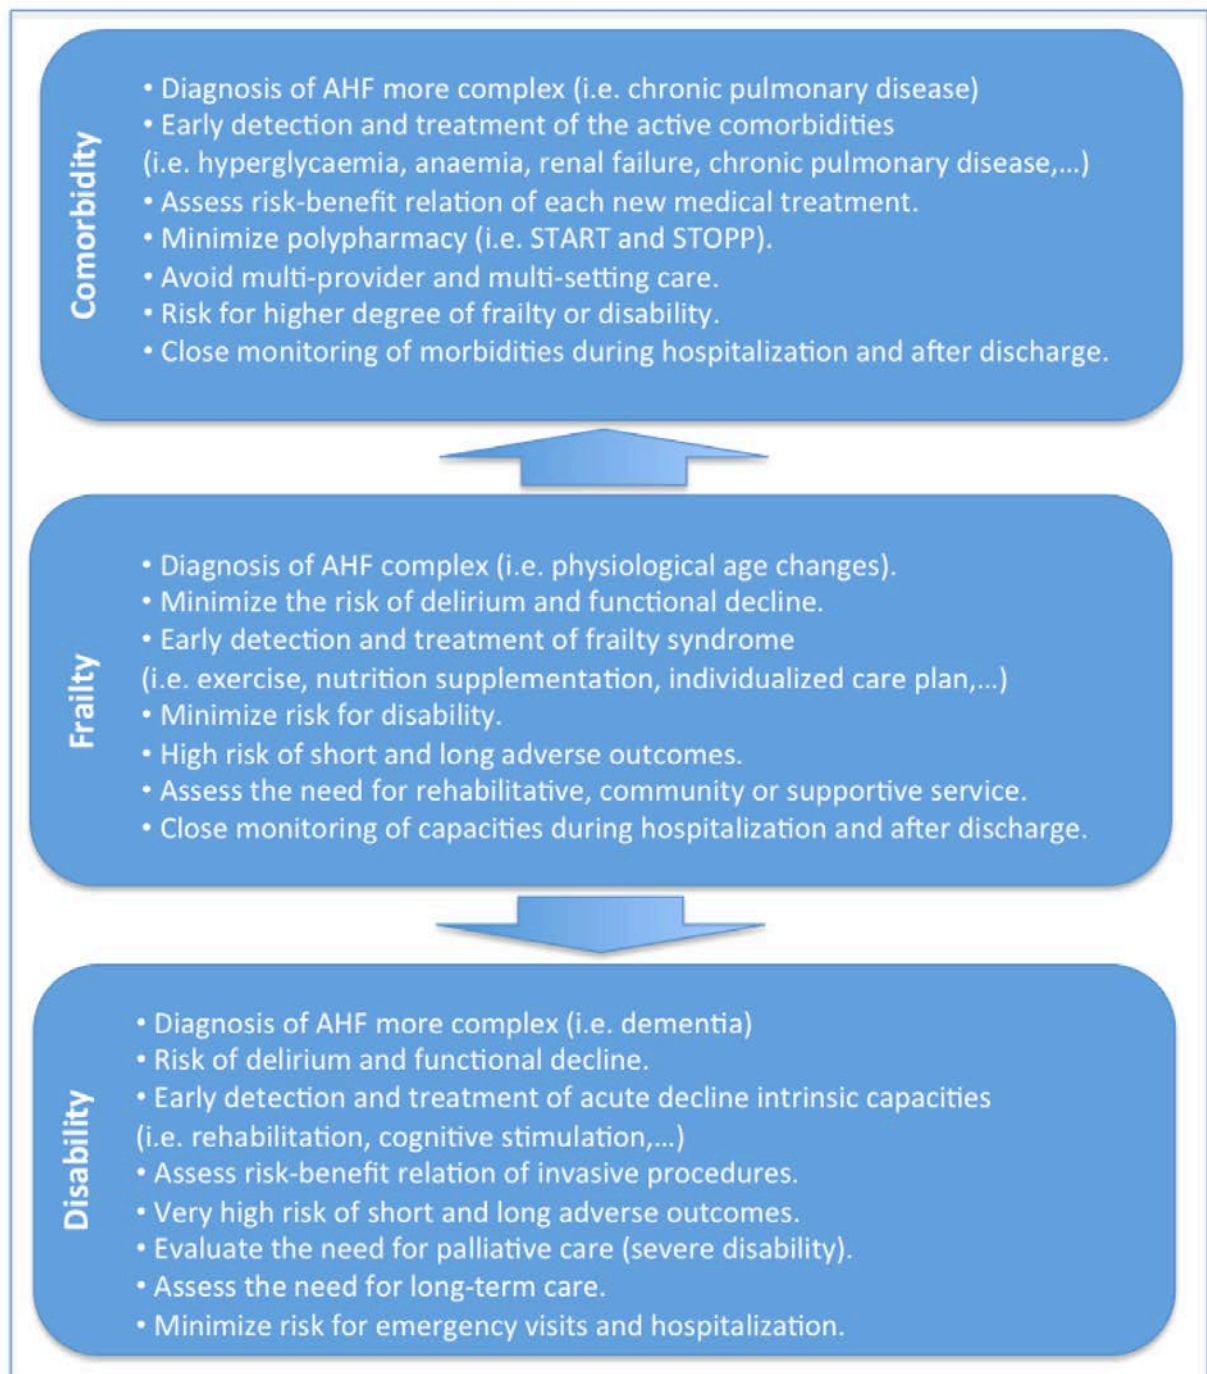 Comorbidity
• Diagnosis of AHF more complex (i.e. chronic pulmonary disease)
• Early detection and treatment of the active comorbidities
(i.e. hyperglycaemia, anaemia, renal failure, chronic pulmonary disease,...)
• Assess risk-benefit relation of each new medical treatment.
• Minimize polypharmacy (i.e. START and STOPP).
• Avoid multi-provider and multi-setting care.
• Risk for higher degree of frailty or disability.
• Close monitoring of morbidities during hospitalization and after discharge.
Frailty
• Diagnosis of AHF complex (i.e. physiological age changes).
• Minimize the risk of delirium and functional decline.
• Early detection and treatment of frailty syndrome
(i.e. exercise, nutrition supplementation, individualized care plan,...)
• Minimize risk for disability.
• High risk of short and long adverse outcomes.
• Assess the need for rehabilitative, community or supportive service.
• Close monitoring of capacities during hospitalization and after discharge.
Disability
• Diagnosis of AHF more complex (i.e. dementia)
• Risk of delirium and functional decline.
• Early detection and treatment of acute decline intrinsic capacities
(i.e. rehabilitation, cognitive stimulation,...)
• Assess risk-benefit relation of invasive procedures.
• Very high risk of short and long adverse outcomes.
• Evaluate the need for palliative care (severe disability).
• Assess the need for long-term care.
• Minimize risk for emergency visits and hospitalization.